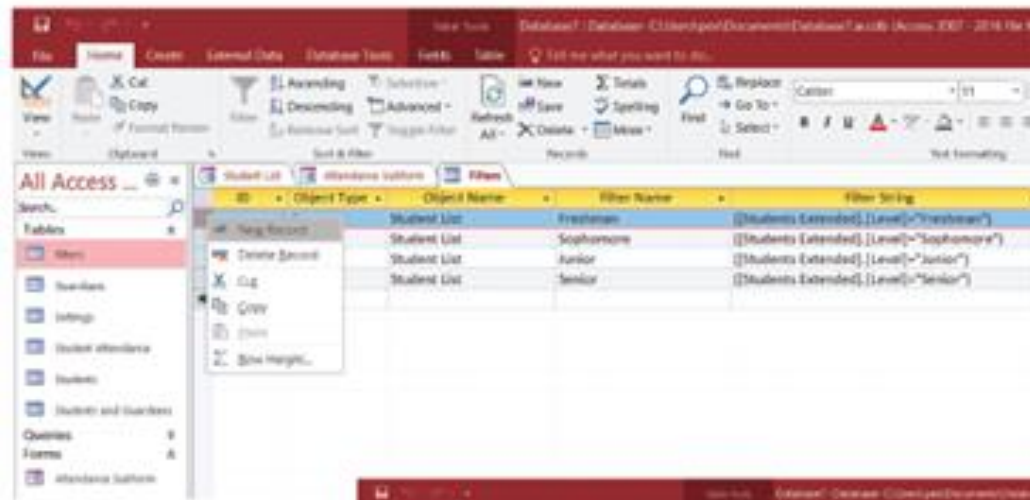 Database7 : Database- C:\Users\
File Home Create External Data Database Tools Fields Table Tell me what you want to do...
View
Cut
Copy
Format Painter
Filter
Ascending
Descending
Remove Sort
Selection
Advanced
Toggle Filter
Refresh All
New
Save
Delete
Totals
Spelling
More
Find
Replace
Go To
Select
Calibri 11
B I U
Views Clipboard Sort & Filter Records Find Text Formatting
All Access ...
Search..
Tables
Filters
Guardians
Settings
Student Attendance
Students
Students and Guardians
Queries
Forms
Attendance Subform
Student List Attendance Subform Filters
ID Object Type Object Name Filter Name Filter String
Student List Freshman ([Students Extended].[Level]="Freshman")
Student List Sophomore ([Students Extended].[Level]="Sophomore")
Student List Junior ([Students Extended].[Level]="Junior")
Student List Senior ([Students Extended].[Level]="Senior")
New Record
Delete Record
Cut
Copy
Paste
Row Height...